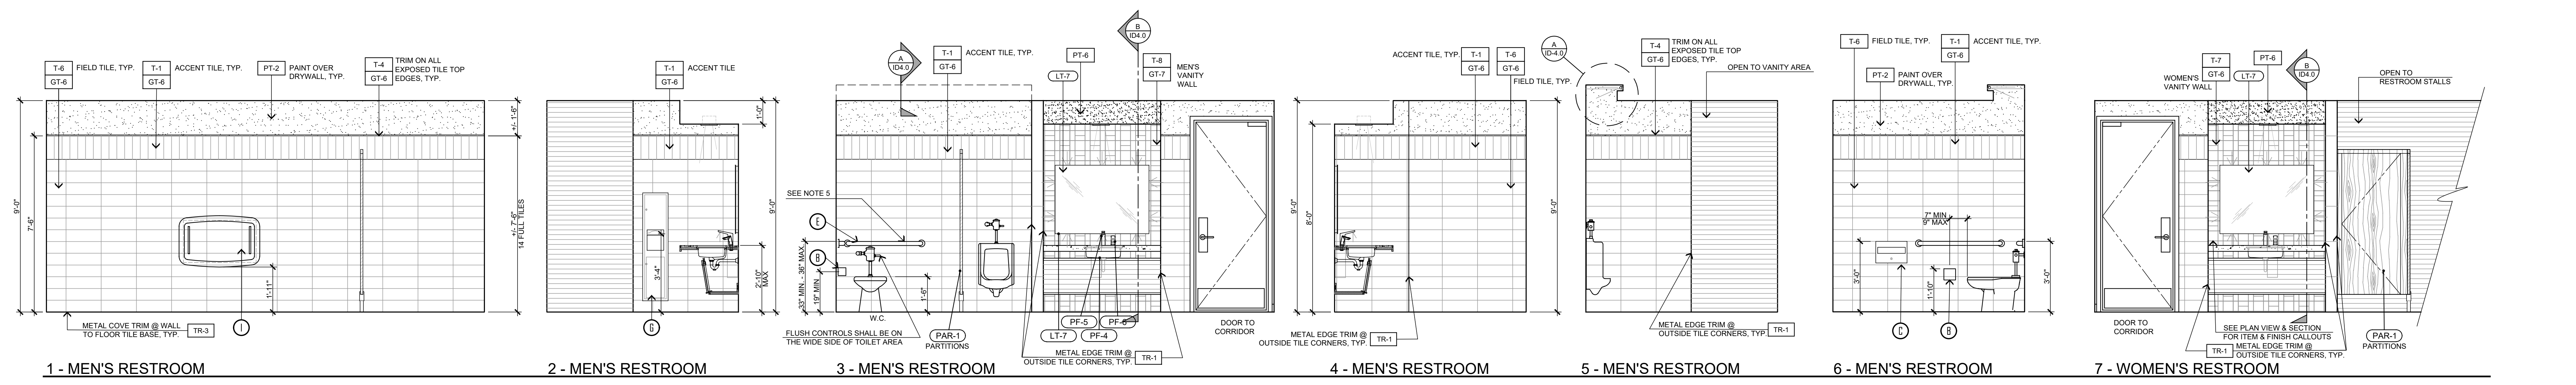 T-6
GT-6
FIELD TILE, TYP.
T-1
GT-6
ACCENT TILE, TYP.
PT-2
PAINT OVER
DRYWALL, TYP.
T-4
GT-6
TRIM ON ALL
EXPOSED TILE TOP
EDGES, TYP.
9'-0"
7'-6"
+/- 1'-6"
+/- 7'-6"
14 FULL TILES
1'-11"
METAL COVE TRIM @ WALL
TO FLOOR TILE BASE, TYP.
TR-3
I
1 - MEN'S RESTROOM
T-1
GT-6
ACCENT TILE
1'-0"
9'-0"
3'-4"
2'-10"
MAX
G
2 - MEN'S RESTROOM
A
ID4.0
T-1
GT-6
ACCENT TILE, TYP.
B
ID4.0
PT-6
LT-7
T-8
GT-7
MEN'S
VANITY
WALL
SEE NOTE 5
E
B
33" MIN. - 36" MAX
19" MIN
1'-6"
W.C.
FLUSH CONTROLS SHALL BE ON
THE WIDE SIDE OF TOILET AREA
PAR-1
PARTITIONS
PF-5
PF-6
LT-7
PF-4
METAL EDGE TRIM @
OUTSIDE TILE CORNERS, TYP.
TR-1
DOOR TO
CORRIDOR
3 - MEN'S RESTROOM
ACCENT TILE, TYP.
T-1
GT-6
T-6
GT-6
FIELD TILE, TYP.
9'-0"
8'-0"
9'-0"
METAL EDGE TRIM @
OUTSIDE TILE CORNERS, TYP.
TR-1
4 - MEN'S RESTROOM
A
ID-4.0
T-4
GT-6
TRIM ON ALL
EXPOSED TILE TOP
EDGES, TYP.
OPEN TO VANITY AREA
METAL EDGE TRIM @
OUTSIDE TILE CORNERS, TYP.
TR-1
5 - MEN'S RESTROOM
T-6
GT-6
FIELD TILE, TYP.
T-1
GT-6
ACCENT TILE, TYP.
PT-2
PAINT OVER
DRYWALL, TYP.
7" MIN
9" MAX
3'-0"
1'-10"
3'-0"
C
B
6 - MEN'S RESTROOM
WOMEN'S
VANITY WALL
T-7
GT-6
PT-6
LT-7
B
ID4.0
OPEN TO
RESTROOM STALLS
DOOR TO
CORRIDOR
SEE PLAN VIEW & SECTION
FOR ITEM & FINISH CALLOUTS
TR-1
METAL EDGE TRIM @
OUTSIDE TILE CORNERS, TYP.
PAR-1
PARTITIONS
7 - WOMEN'S RESTROOM